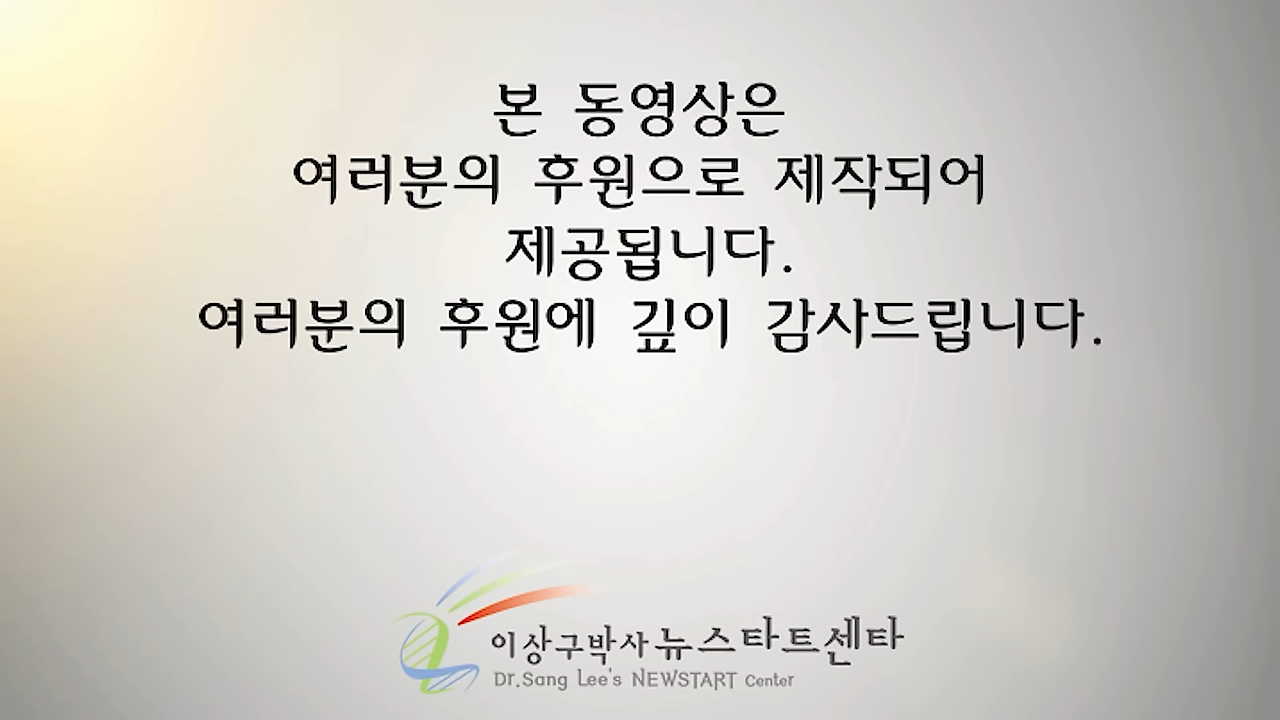 본 동영상은
여러분의 후원으로 제작되어
제공됩니다.
여러분의 후원에 깊이 감사드립니다.
이상구박사 뉴스타트센타
Dr.Sang Lee's NEWSTART Center